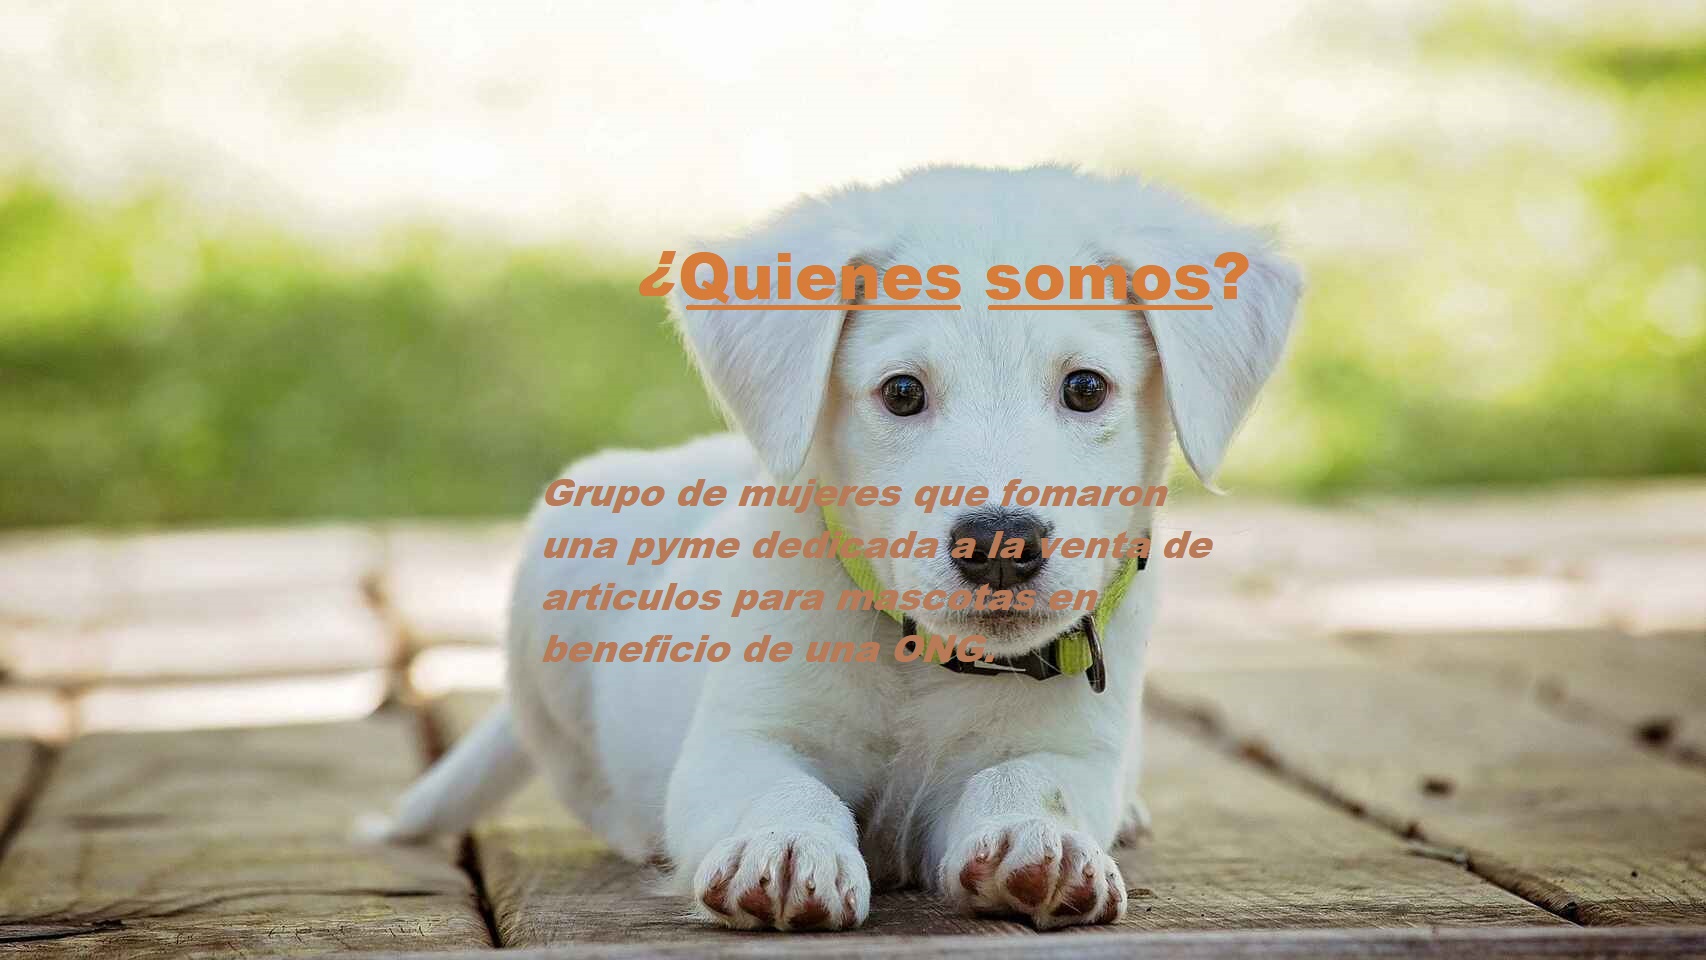 ¿Quienes somos?
Grupo de mujeres que fomaron
una pyme dedicada a la venta de
articulos para mascotas en
beneficio de una ONG.